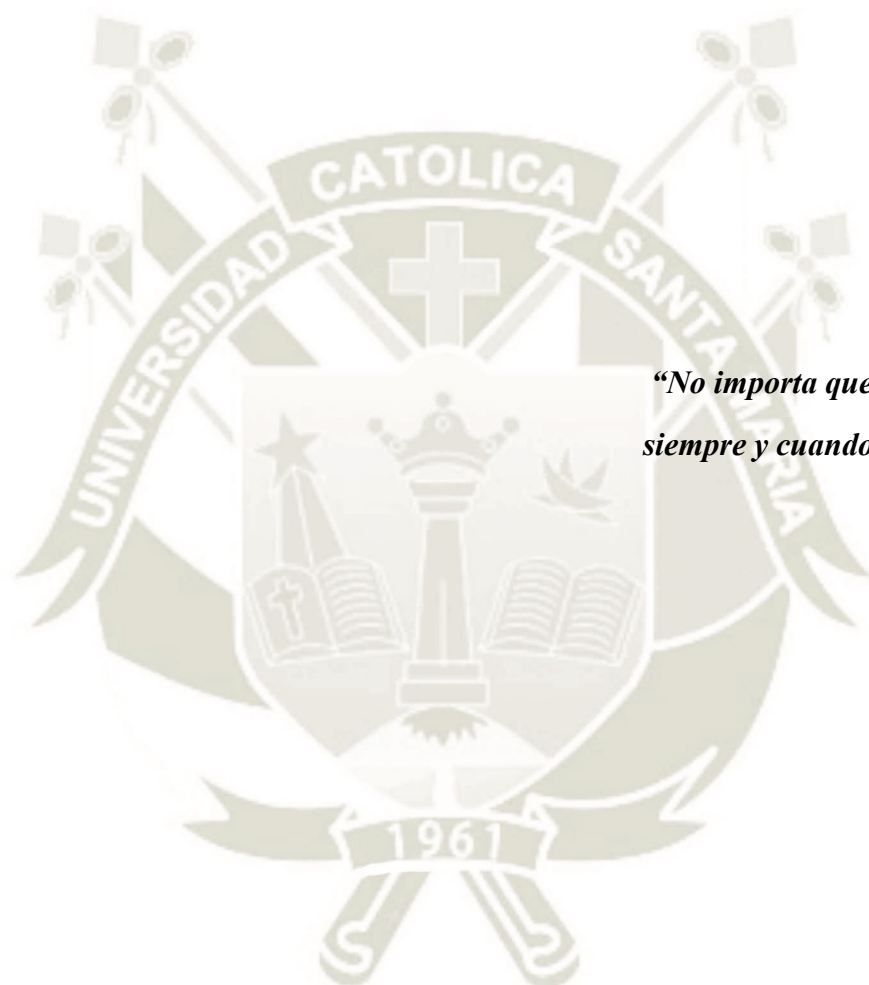 CATOLICA
UNIVERSIDAD
SANTA MARIA
“No importa que
siempre y cuando
1961